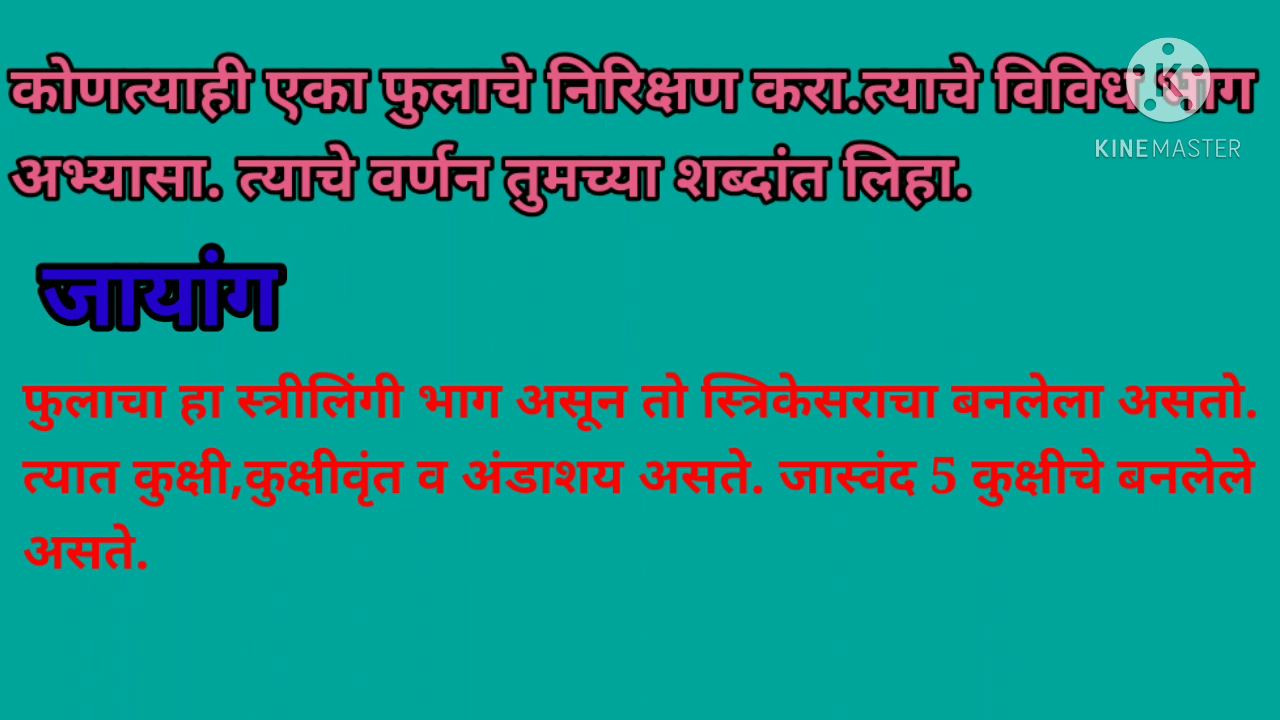 कोणत्याही एका फुलाचे निरिक्षण करा.त्याचे विविध भाग
KINEMASTER
अभ्यासा. त्याचे वर्णन तुमच्या शब्दांत लिहा.
जायांग
फुलाचा हा स्त्रीलिंगी भाग असून तो स्त्रिकेसराचा बनलेला असतो.
त्यात कुक्षी,कुक्षीवृंत व अंडाशय असते. जास्वंद 5 कुक्षीचे बनलेले
असते.